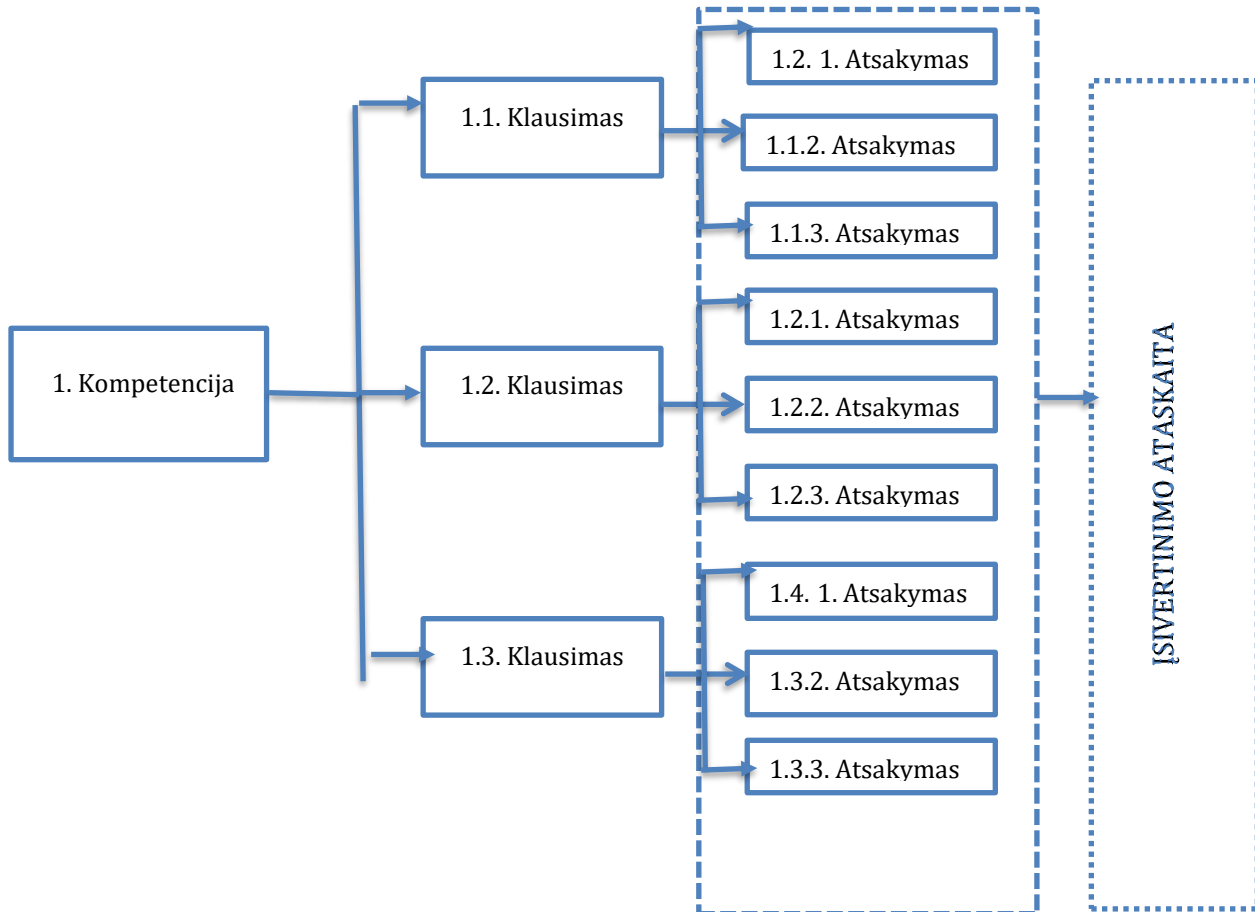 1. Kompetencija
1.1. Klausimas
1.2. 1. Atsakymas
1.1.2. Atsakymas
1.1.3. Atsakymas
1.2. Klausimas
1.2.1. Atsakymas
1.2.2. Atsakymas
1.2.3. Atsakymas
1.3. Klausimas
1.4. 1. Atsakymas
1.3.2. Atsakymas
1.3.3. Atsakymas
ĮSIVERTINIMO ATASKAITA